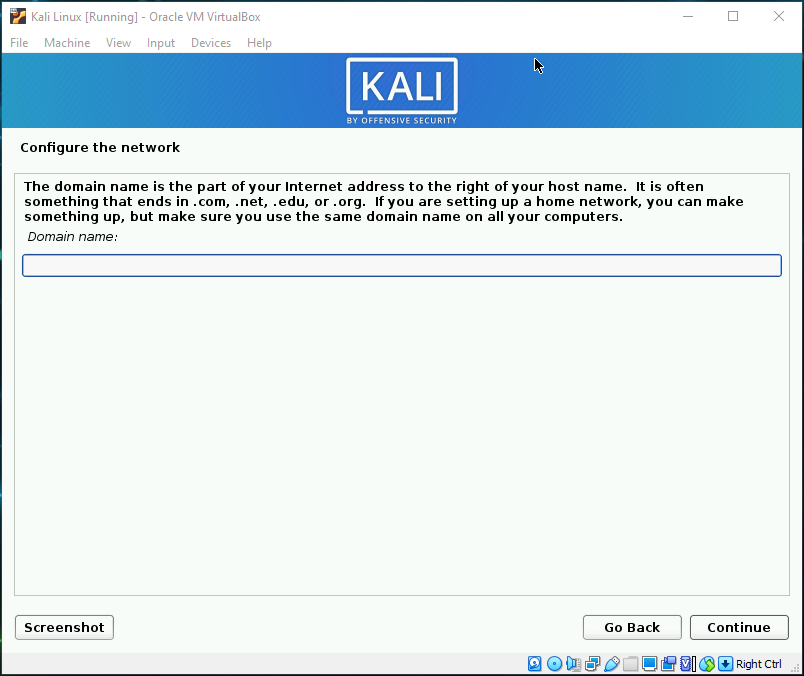 Kali Linux [Running] - Oracle VM VirtualBox
File Machine View Input Devices Help
KALI
BY OFFENSIVE SECURITY
Configure the network
The domain name is the part of your Internet address to the right of your host name.  It is often
something that ends in .com, .net, .edu, or .org.  If you are setting up a home network, you can make
something up, but make sure you use the same domain name on all your computers.
Domain name:
Screenshot Go Back Continue
Right Ctrl